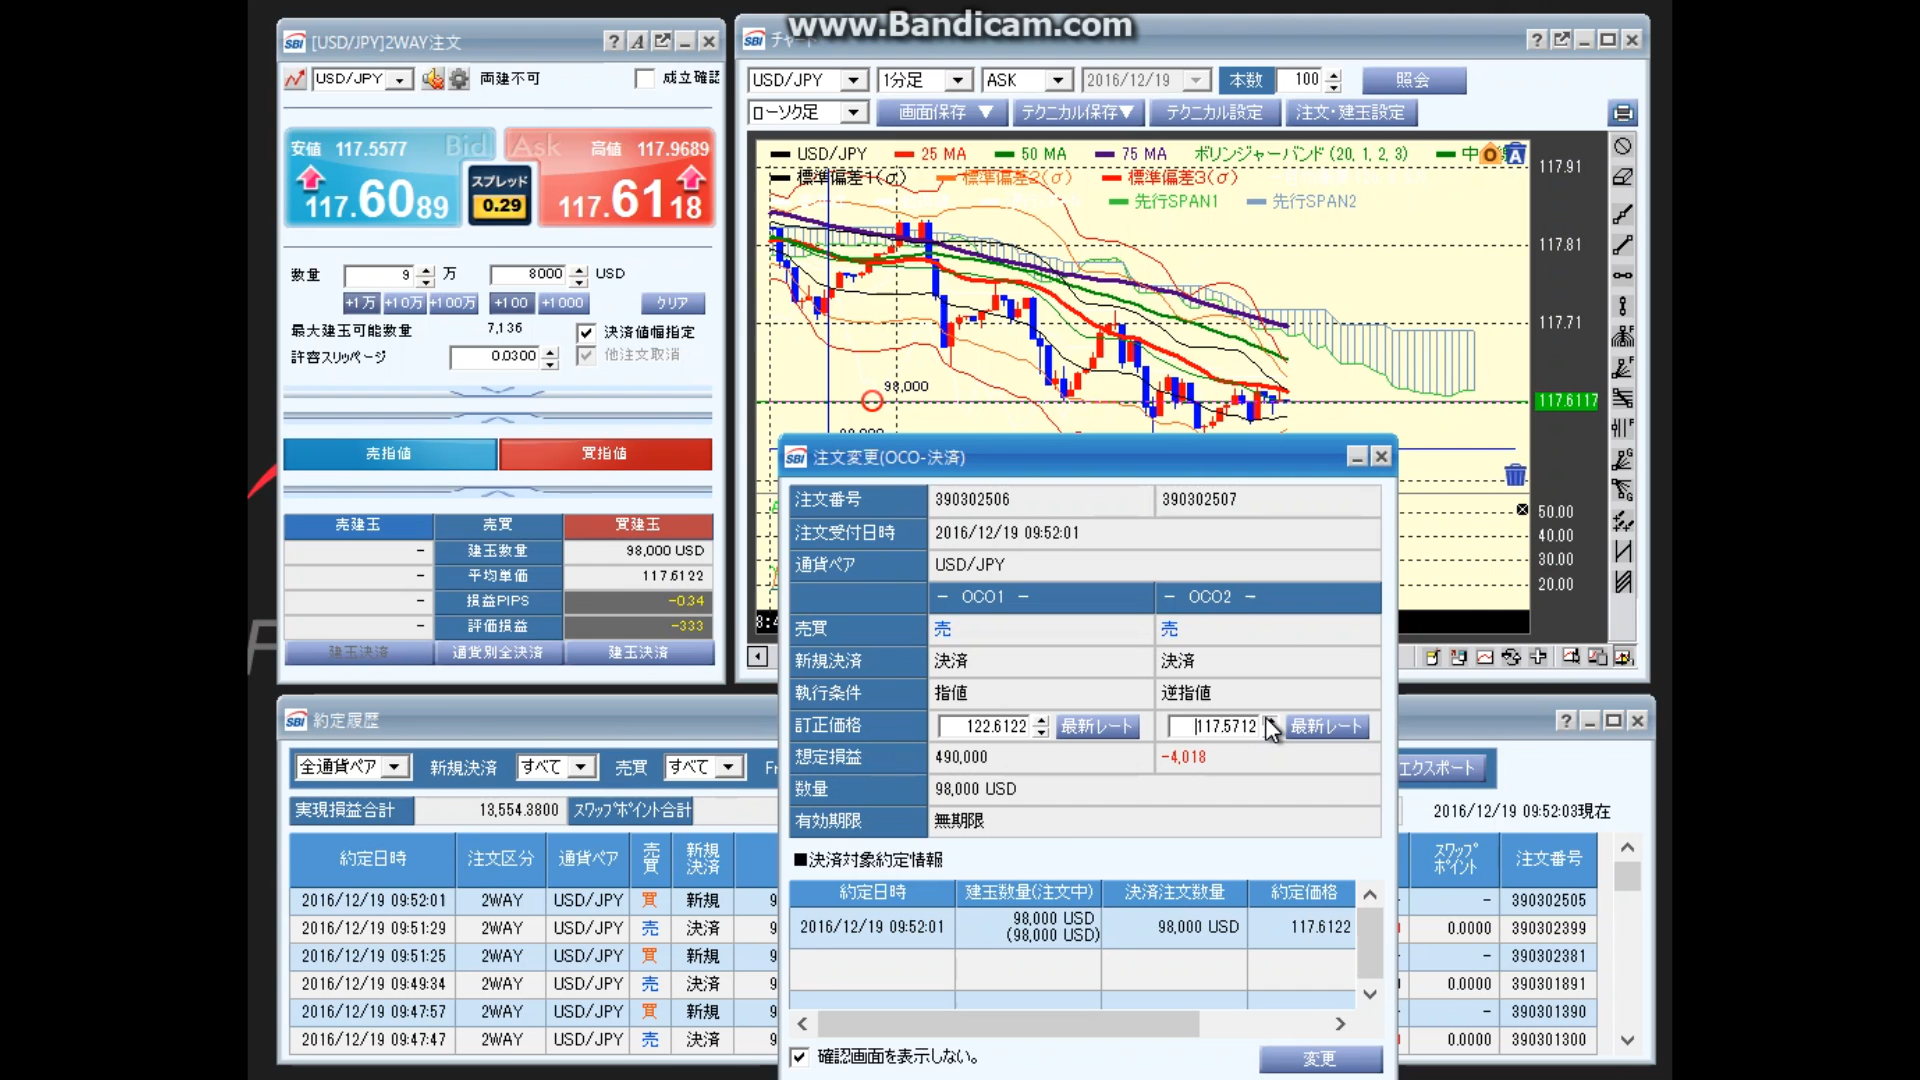 www.Bandicam.com
SBI [USD/JPY]2WAY注文
USD/JPY 両建不可 成立確認
安値 117.5577 Bid
117.6089
スプレッド
0.29
Ask 高値 117.9689
117.6118
数量 9 万 8000 USD
+1万 +10万 +100万 +100 +1000 クリア
最大建玉可能数量 7,136 決済値幅指定
許容スリッページ 0.0300 他注文取消
売指値 買指値
売建玉 売買 買建玉
- 建玉数量 98,000 USD
- 平均単価 117.6122
- 損益PIPS -0.34
- 評価損益 -333
建玉決済 通貨別全決済 建玉決済
SBI チャート
USD/JPY 1分足 ASK 2016/12/19 本数 100 照会
ローソク足 画面保存 ▼ テクニカル保存▼ テクニカル設定 注文・建玉設定
USD/JPY 25 MA 50 MA 75 MA ボリンジャーバンド (20, 1, 2, 3) 中
標準偏差1(σ) 標準偏差2(σ) 標準偏差3(σ)
先行SPAN1 先行SPAN2
117.91
117.81
117.71
117.6117
98,000
50.00
40.00
30.00
20.00
SBI 注文変更(OCO-決済)
注文番号 390302506 390302507
注文受付日時 2016/12/19 09:52:01
通貨ペア USD/JPY
- OCO1 - - OCO2 -
売買 売 売
新規決済 決済 決済
執行条件 指値 逆指値
訂正価格 122.6122 最新レート 117.5712 最新レート
想定損益 490,000 -4,018
数量 98,000 USD
有効期限 無期限
■決済対象約定情報
約定日時 建玉数量(注文中) 決済注文数量 約定価格
2016/12/19 09:52:01 98,000 USD (98,000 USD) 98,000 USD 117.6122
確認画面を表示しない。 変更
SBI 約定履歴
全通貨ペア 新規決済 すべて 売買 すべて Fr エクスポート
実現損益合計 13,554.3800 スワップポイント合計 2016/12/19 09:52:03現在
約定日時 注文区分 通貨ペア 売買 新規決済 スワップポイント 注文番号
2016/12/19 09:52:01 2WAY USD/JPY 買 新規 9 - 390302505
2016/12/19 09:51:29 2WAY USD/JPY 売 決済 9 0.0000 390302399
2016/12/19 09:51:25 2WAY USD/JPY 買 新規 9 - 390302381
2016/12/19 09:49:34 2WAY USD/JPY 売 決済 9 0.0000 390301891
2016/12/19 09:47:57 2WAY USD/JPY 買 新規 9 - 390301390
2016/12/19 09:47:47 2WAY USD/JPY 売 決済 9 0.0000 390301300